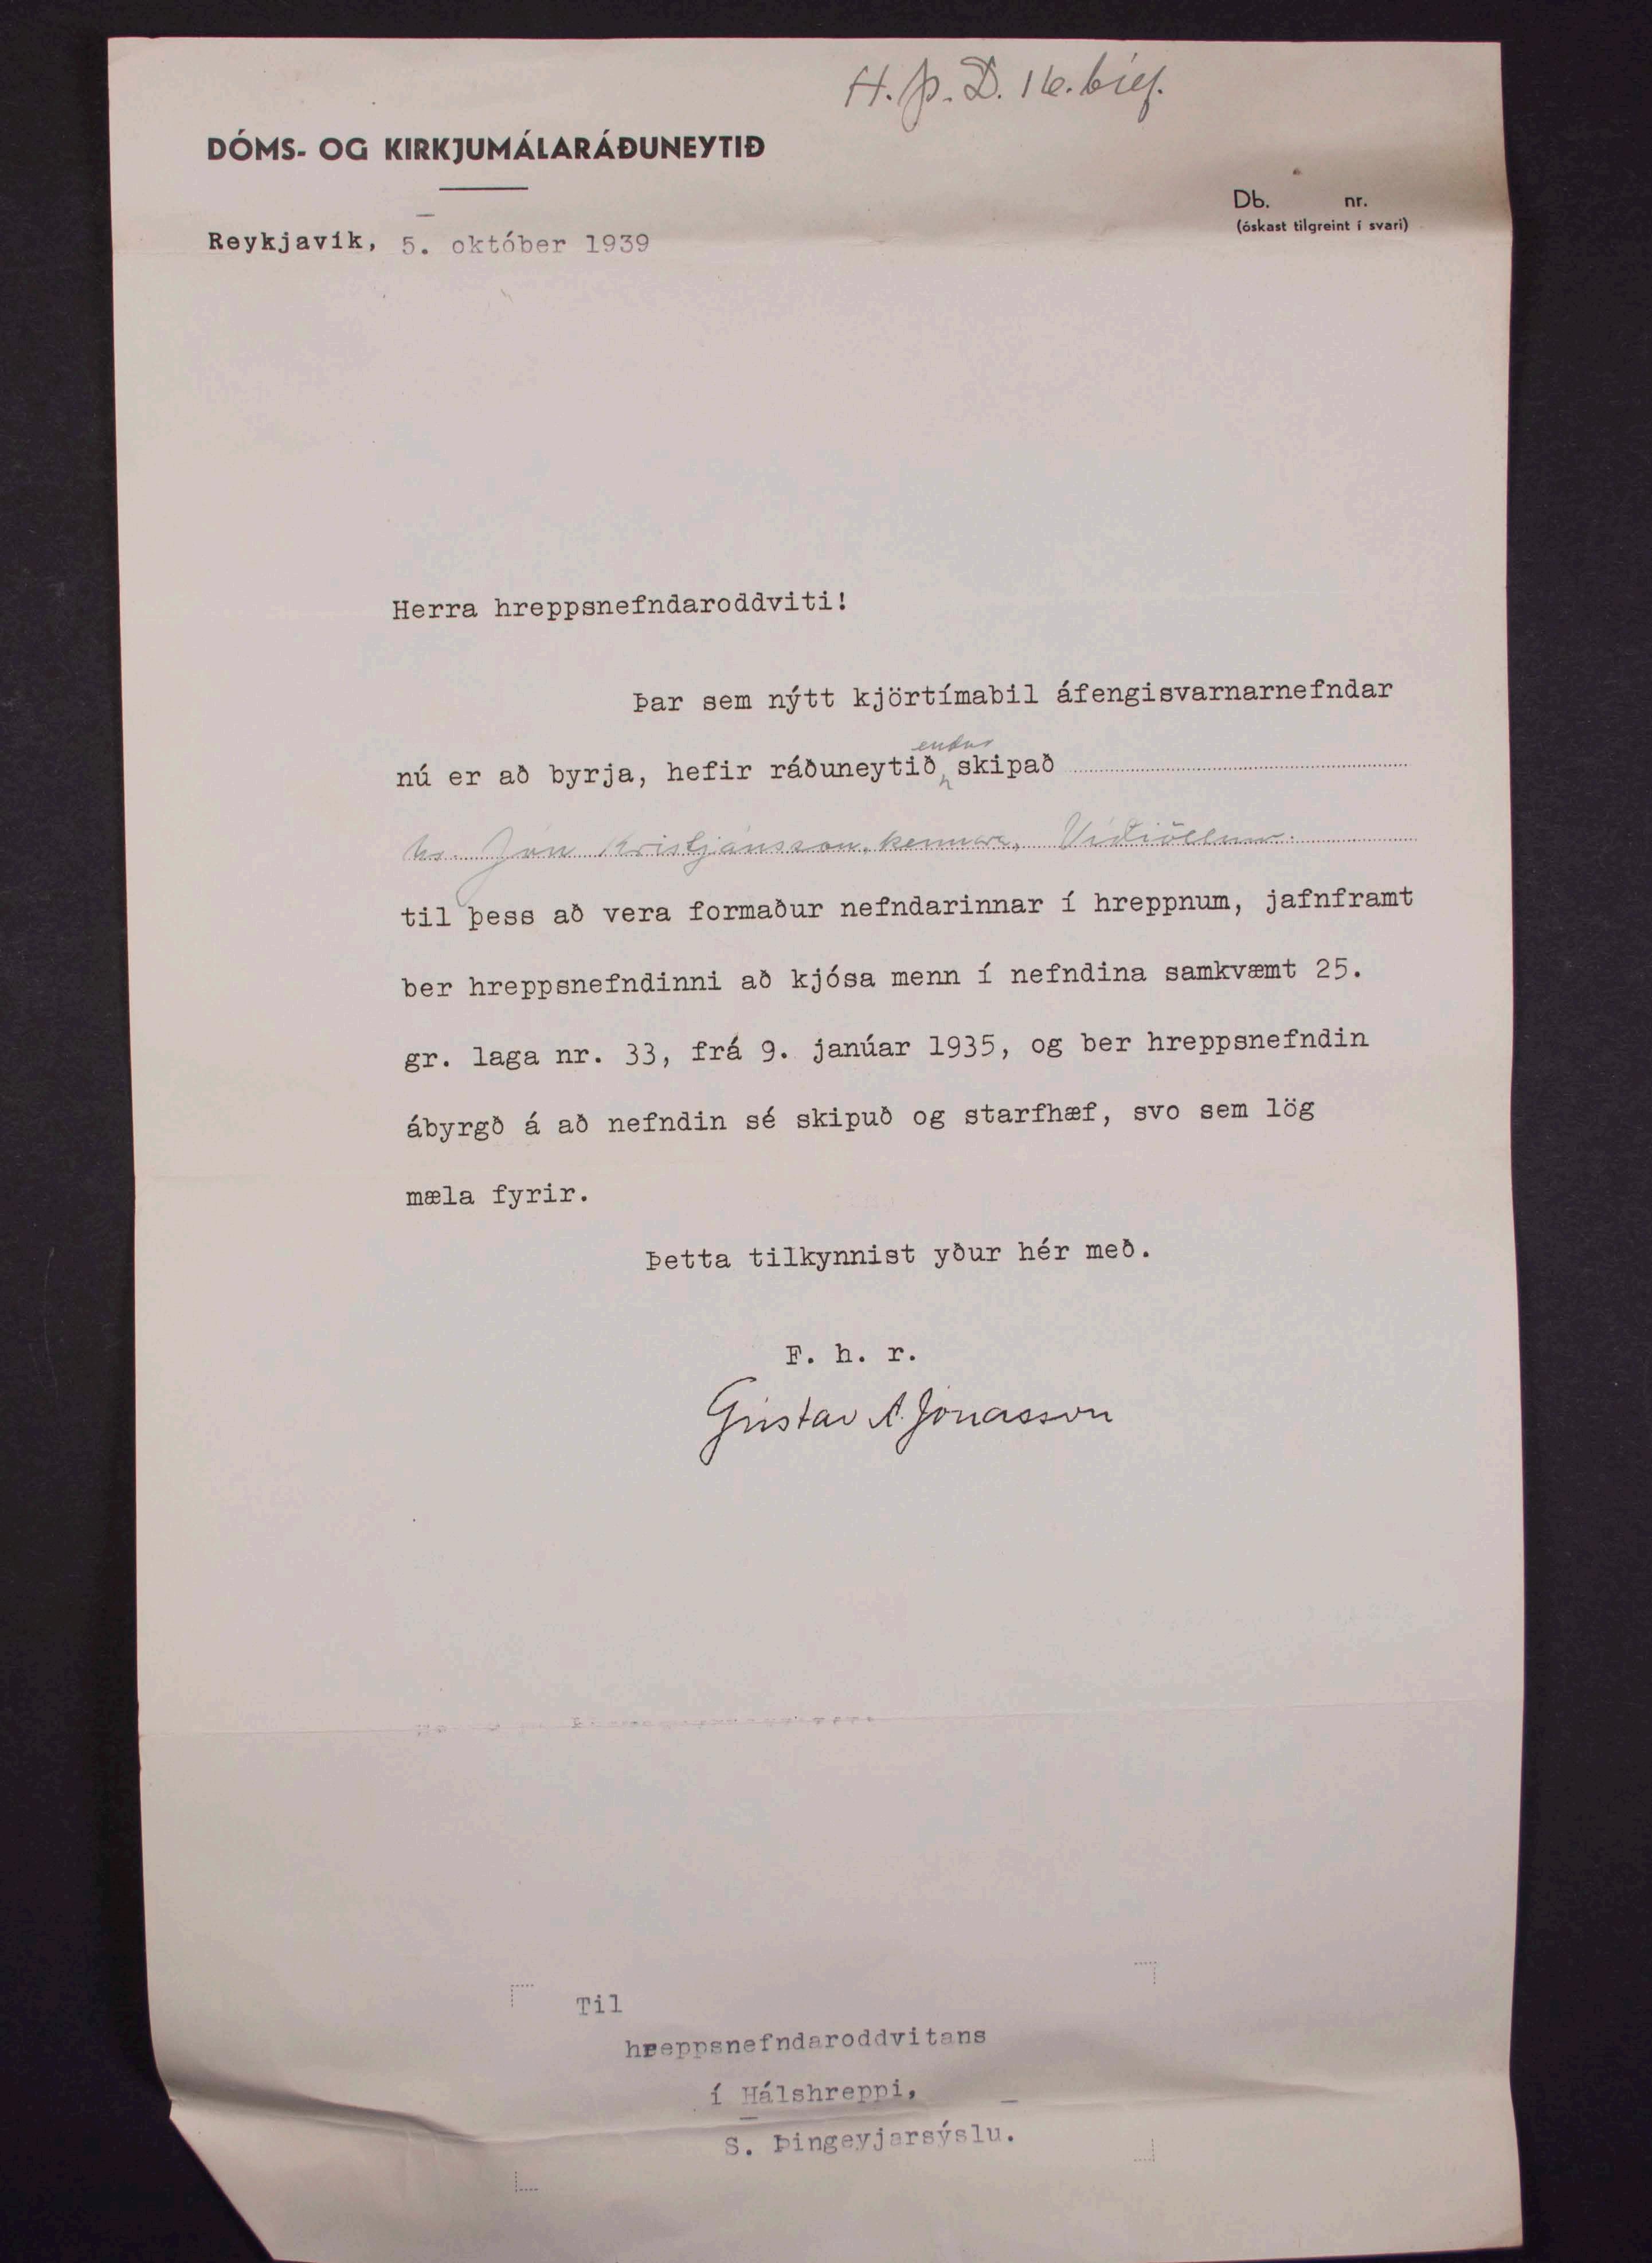 H. Þ. D. 16. bréf.
DÓMS- OG KIRKJUMÁLARÁÐUNEYTIÐ
Db. nr.
(óskast tilgreint í svari)
Reykjavík, 5. október 1939
Herra hreppsnefndaroddviti!
Þar sem nýtt kjörtímabil áfengisvarnarnefndar
nú er að byrja, hefir ráðuneytið endur skipað
hr. Jón Kristjánsson, kennara, Víðivöllum.
til þess að vera formaður nefndarinnar í hreppnum, jafnframt
ber hreppsnefndinni að kjósa menn í nefndina samkvæmt 25.
gr. laga nr. 33, frá 9. janúar 1935, og ber hreppsnefndin
ábyrgð á að nefndin sé skipuð og starfhæf, svo sem lög
mæla fyrir.
Þetta tilkynnist yður hér með.
F. h. r.
Gústav A. Jónasson
Til
hreppsnefndaroddvitans
í Hálshreppi,
S. Þingeyjarsýslu.